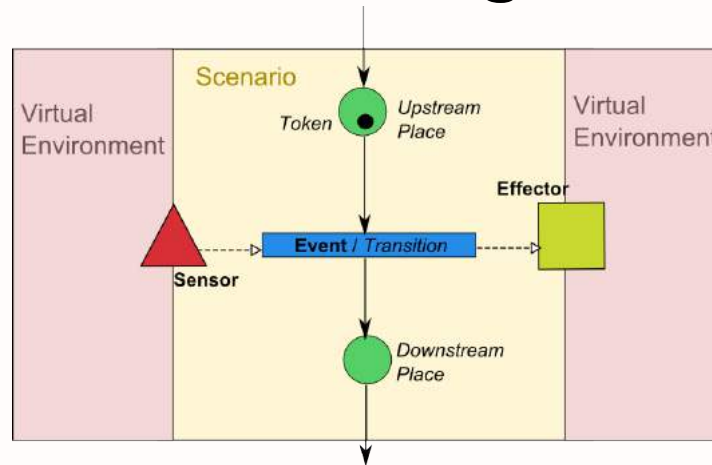 Scenario
Virtual
Environment
Token
Upstream
Place
Virtual
Environment
Effector
Event / Transition
Sensor
Downstream
Place